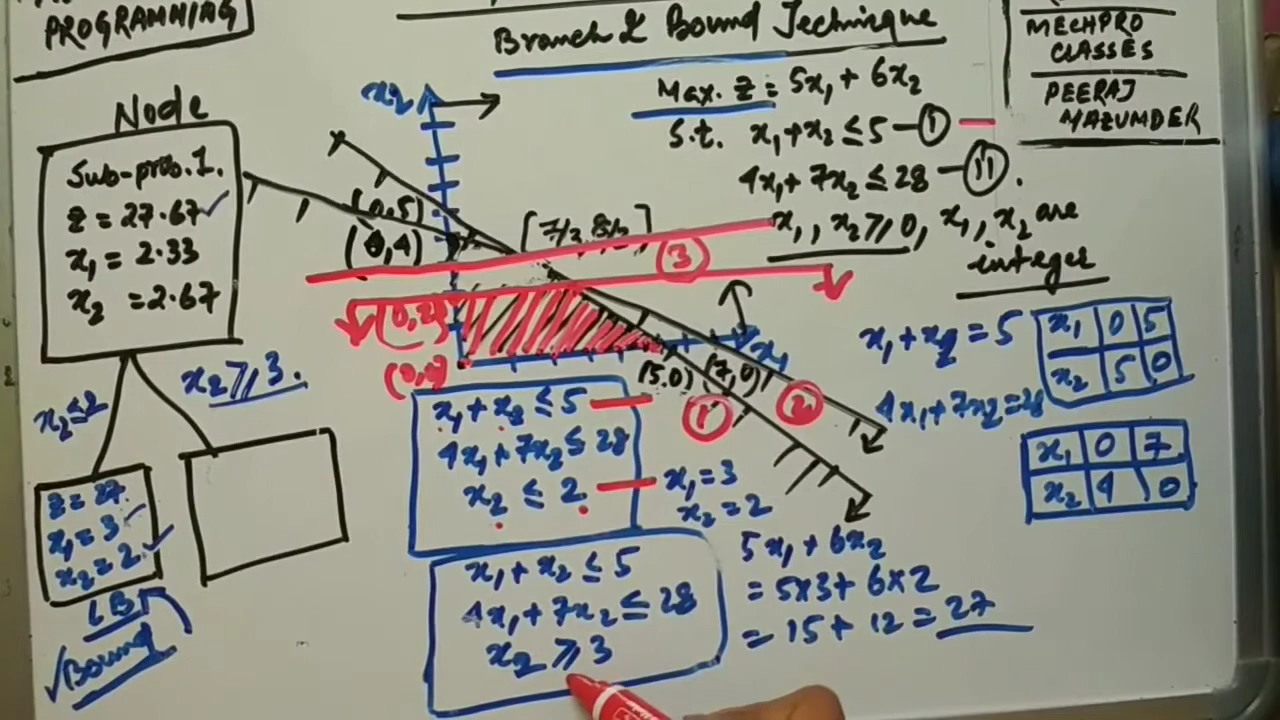 PROGRAMMING
Branch & Bound Technique
MECHPRO
CLASSES
PEERAJ
MAZUMDER
Max. Z = 5x₁ + 6x₂
S.t. x₁ + x₂ ≤ 5 — (I)
4x₁ + 7x₂ ≤ 28 — (II).
x₁, x₂ ≥ 0, x₁, x₂ are
integer
Node
Sub-prob. 1.
Z = 27.67 ✓
x₁ = 2.33
x₂ = 2.67
x₂ ≤ 2
x₂ ≥ 3.
Z = 27.
x₁ = 3 ✓
x₂ = 2. ✓
LB
√Bound
x₂
(0,5)
(0,4)
[7/3, 8/3]
3
(0,2)
(0,0)
(5,0)
(7,0)
x₁
1
2
x₁ + x₂ ≤ 5
4x₁ + 7x₂ ≤ 28
x₂ ≤ 2
x₁ = 3
x₂ = 2
x₁ + x₂ ≤ 5
4x₁ + 7x₂ ≤ 28
x₂ ≥ 3
5x₁ + 6x₂
= 5×3 + 6×2
= 15 + 12 = 27
x₁ + x₂ = 5
x₁ 0 5
x₂ 5 0
4x₁ + 7x₂ = 28
x₁ 0 7
x₂ 4 0